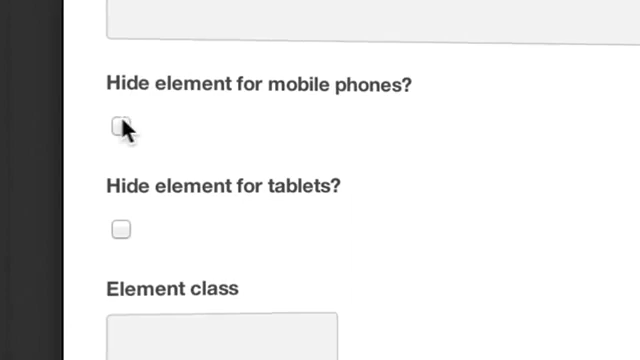 Hide element for mobile phones?
Hide element for tablets?
Element class